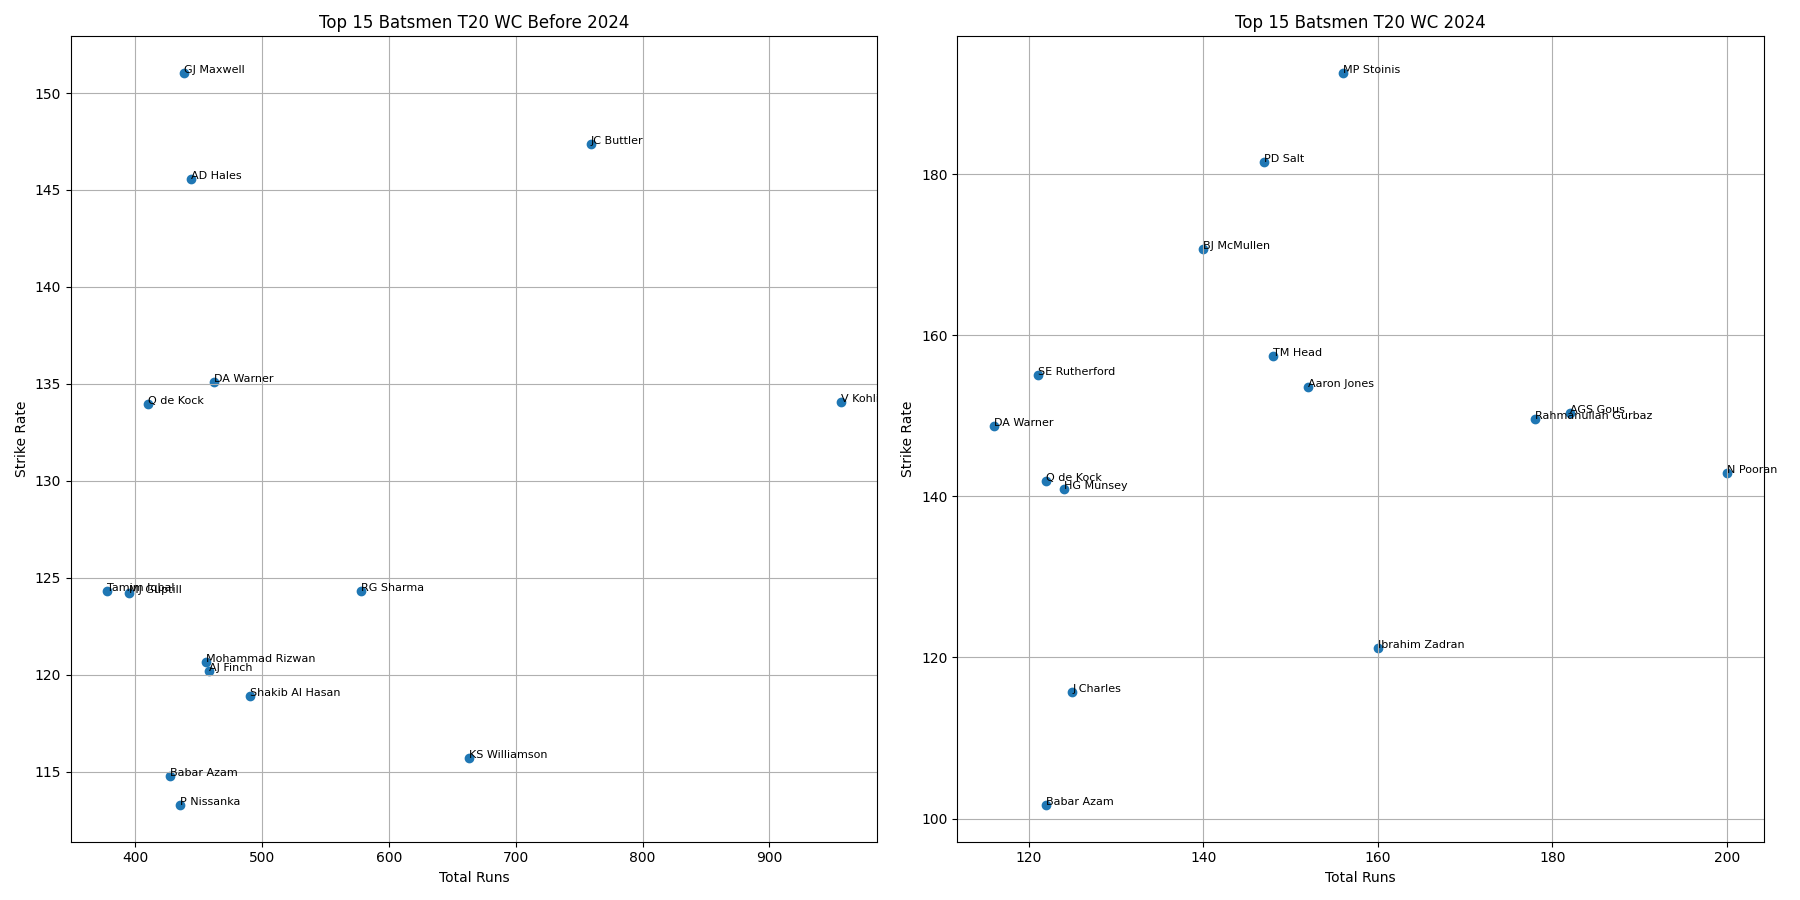 Top 15 Batsmen T20 WC Before 2024
GJ Maxwell
JC Buttler
AD Hales
DA Warner
Q de Kock
V Kohl
Tamim Iqbal
MJ Guptill
RG Sharma
Mohammad Rizwan
AJ Finch
Shakib Al Hasan
KS Williamson
Babar Azam
P Nissanka
150
145
140
135
130
125
120
115
Strike Rate
400 500 600 700 800 900
Total Runs
Top 15 Batsmen T20 WC 2024
MP Stoinis
PD Salt
BJ McMullen
TM Head
SE Rutherford
Aaron Jones
AGS Gous
Rahmanullah Gurbaz
DA Warner
N Pooran
Q de Kock
HG Munsey
Ibrahim Zadran
J Charles
Babar Azam
180
160
140
120
100
Strike Rate
120 140 160 180 200
Total Runs